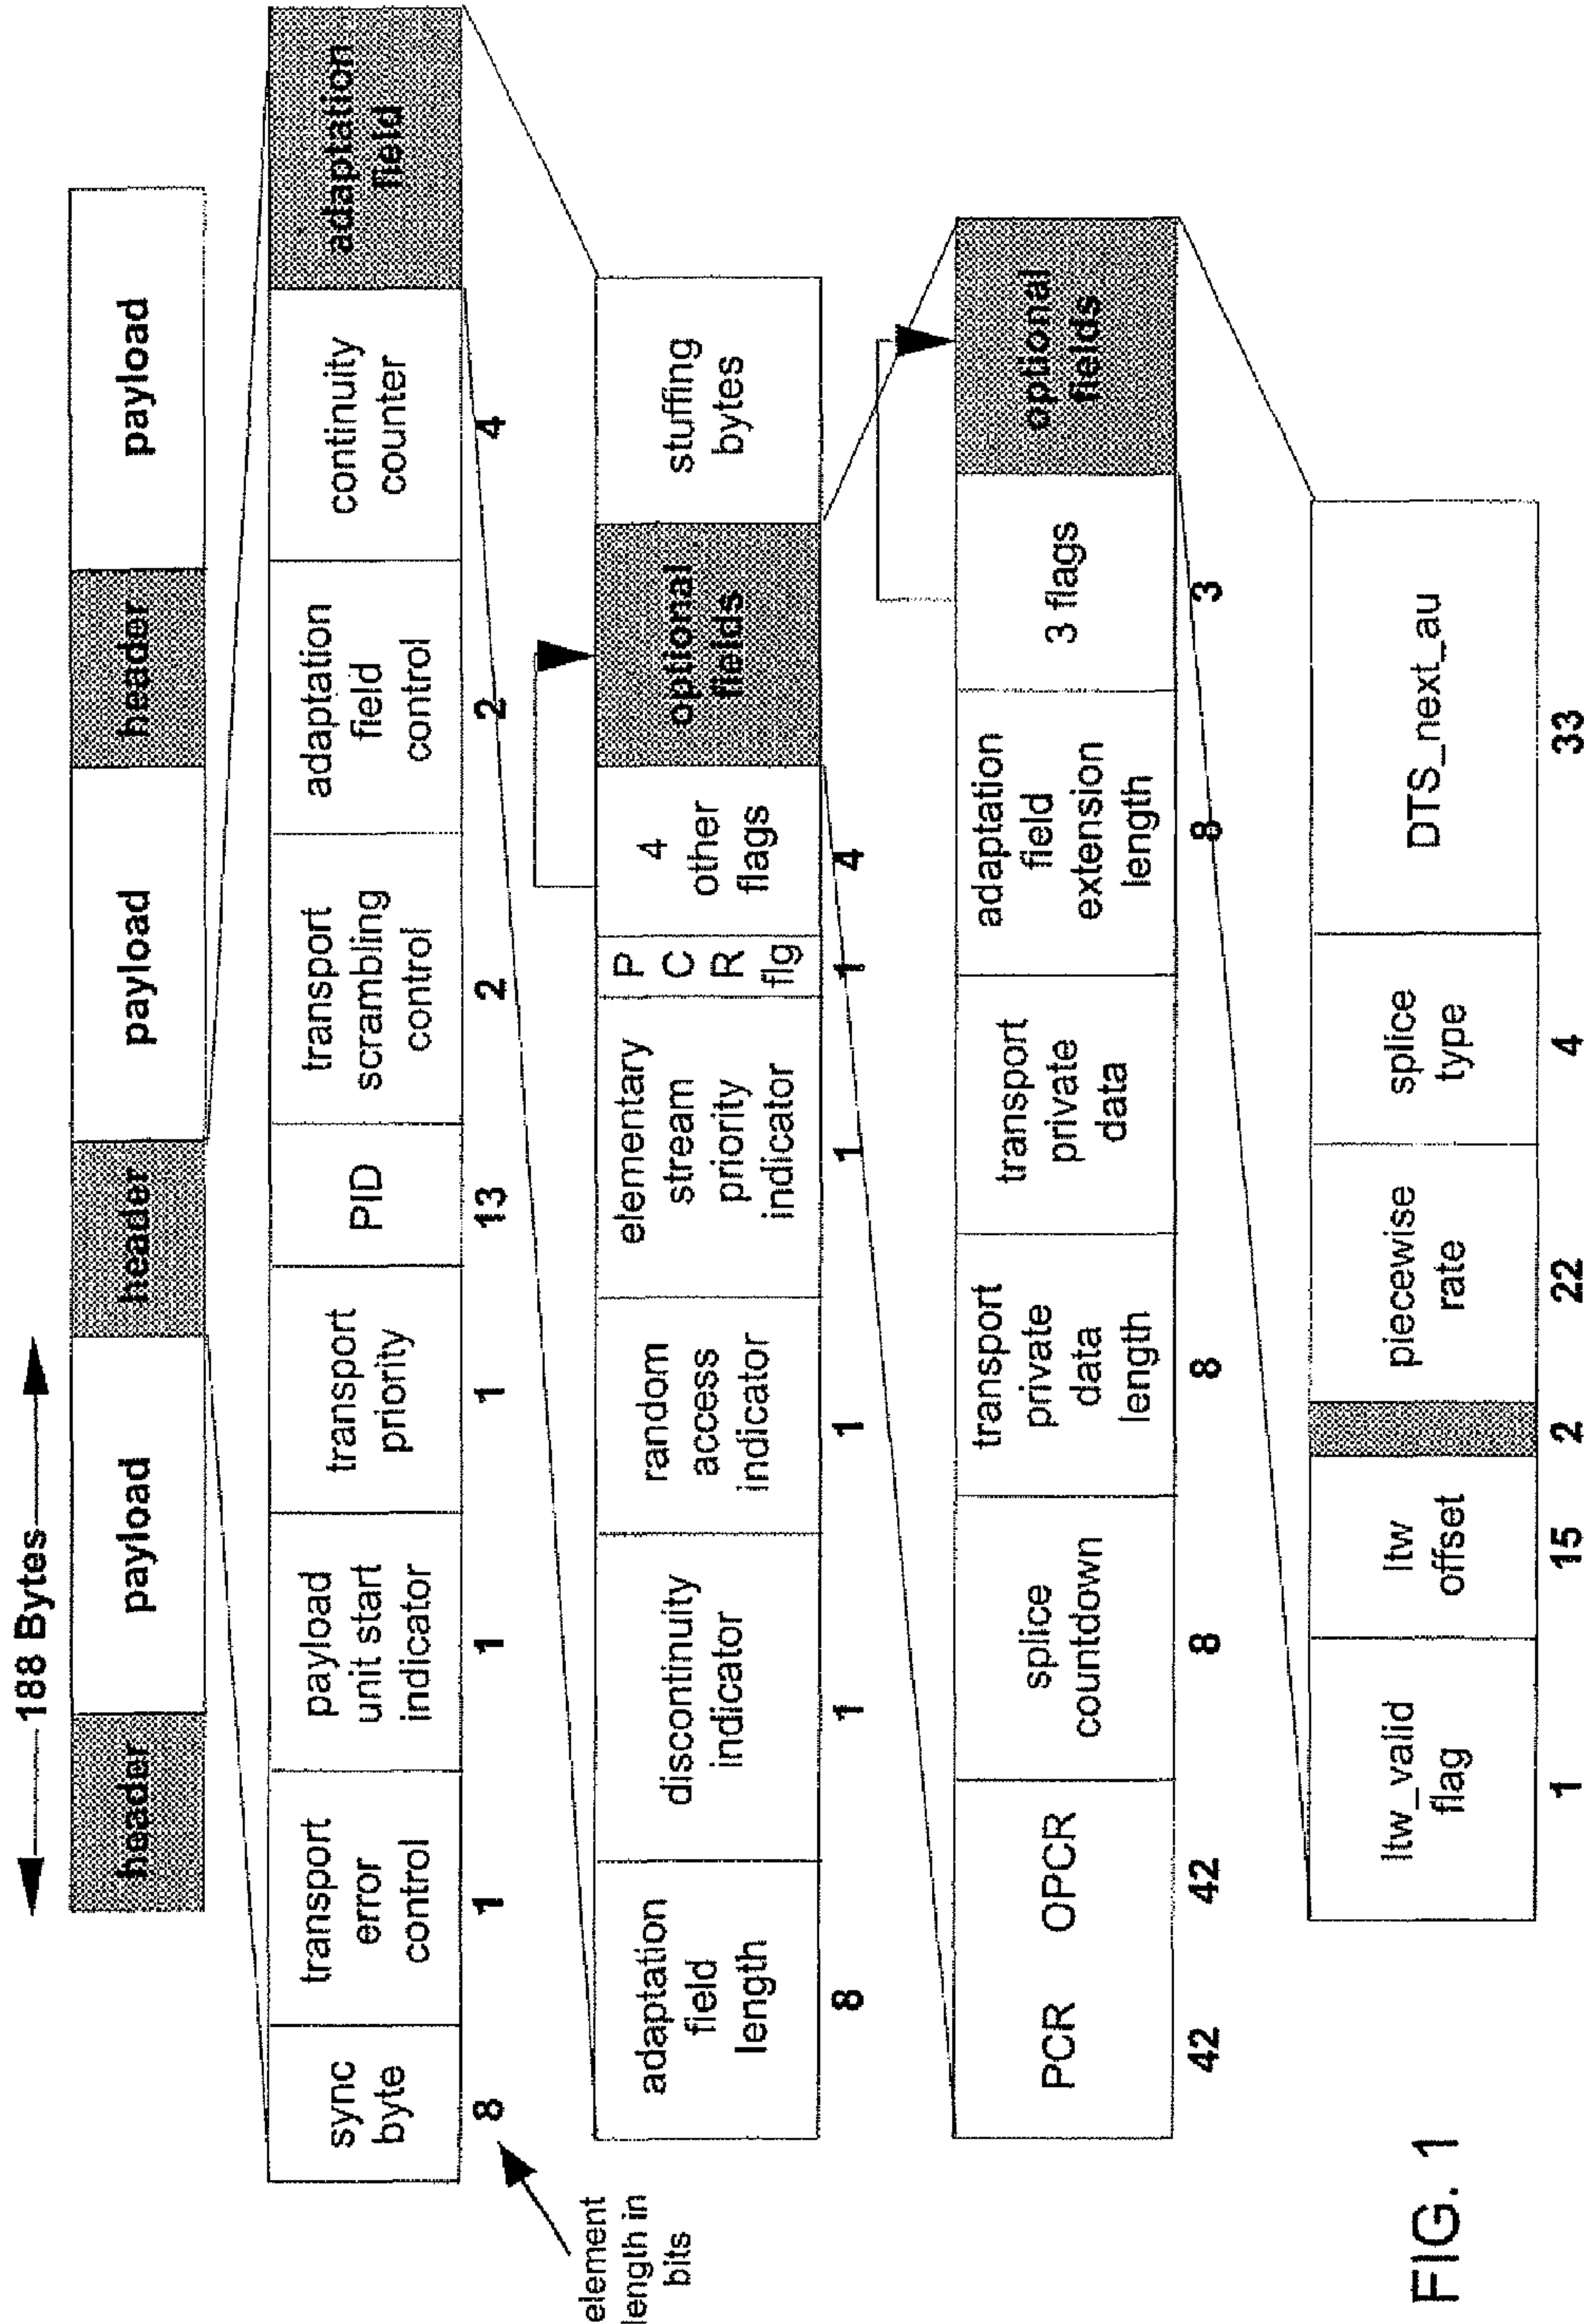 188 Bytes
header
payload
header
payload
header
payload
sync
byte
transport
error
control
payload
unit start
indicator
transport
priority
PID
transport
scrambling
control
adaptation
field
control
continuity
counter
adaptation
field
8
1
1
1
13
2
2
4
element
length in
bits
adaptation
field
length
discontinuity
indicator
random
access
indicator
elementary
stream
priority
indicator
P
C
R
flg
4
other
flags
optional
fields
stuffing
bytes
8
1
1
1
1
4
PCR
OPCR
splice
countdown
transport
private
data
length
transport
private
data
adaptation
field
extension
length
3 flags
optional
fields
42
42
8
8
8
3
ltw_valid
flag
ltw
offset
piecewise
rate
splice
type
DTS_next_au
1
15
2
22
4
33
FIG. 1